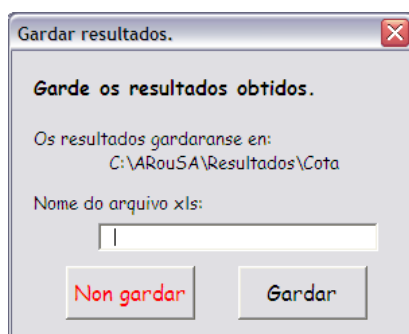 Gardar resultados.
Garde os resultados obtidos.
Os resultados gardaranse en:
C:\ARouSA\Resultados\Cota
Nome do arquivo xls:
Non gardar
Gardar